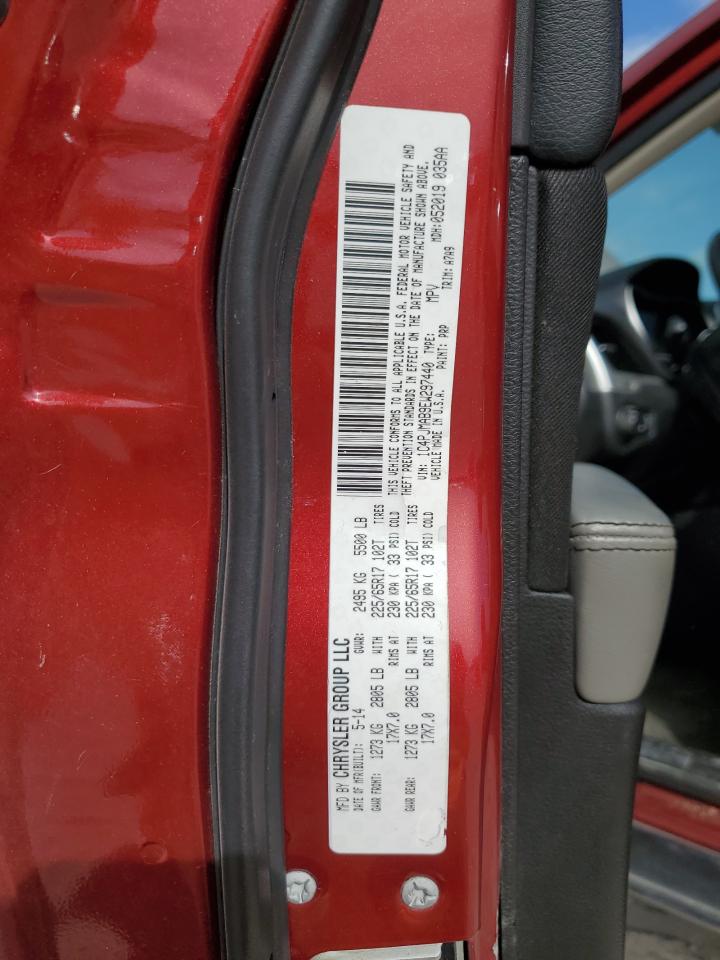 MFD BY CHRYSLER GROUP LLC
DATE OF MFR(BUILT): 5-14 GVWR: 2495 KG 5500 LB
GAWR FRONT: 1273 KG 2805 LB WITH 225/65R17 102T TIRES
17X7.0 RIMS AT 230 KPA ( 33 PSI) COLD
GAWR REAR: 1273 KG 2805 LB WITH 225/65R17 102T TIRES
17X7.0 RIMS AT 230 KPA ( 33 PSI) COLD
THIS VEHICLE CONFORMS TO ALL APPLICABLE U.S.A. FEDERAL MOTOR VEHICLE SAFETY AND
THEFT PREVENTION STANDARDS IN EFFECT ON THE DATE OF MANUFACTURE SHOWN ABOVE.
VIN: 1C4PJMAB9EW297440 TYPE: MPV MDH:052019 035AA
VEHICLE MADE IN U.S.A. PAINT: PRP TRIM: A7A9